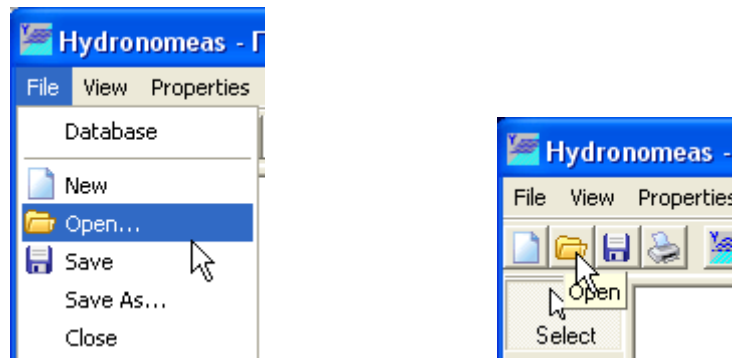 Hydronomeas - Γ
File View Properties
Database
New
Open...
Save
Save As...
Close
Hydronomeas -
File View Properties
Open
Select